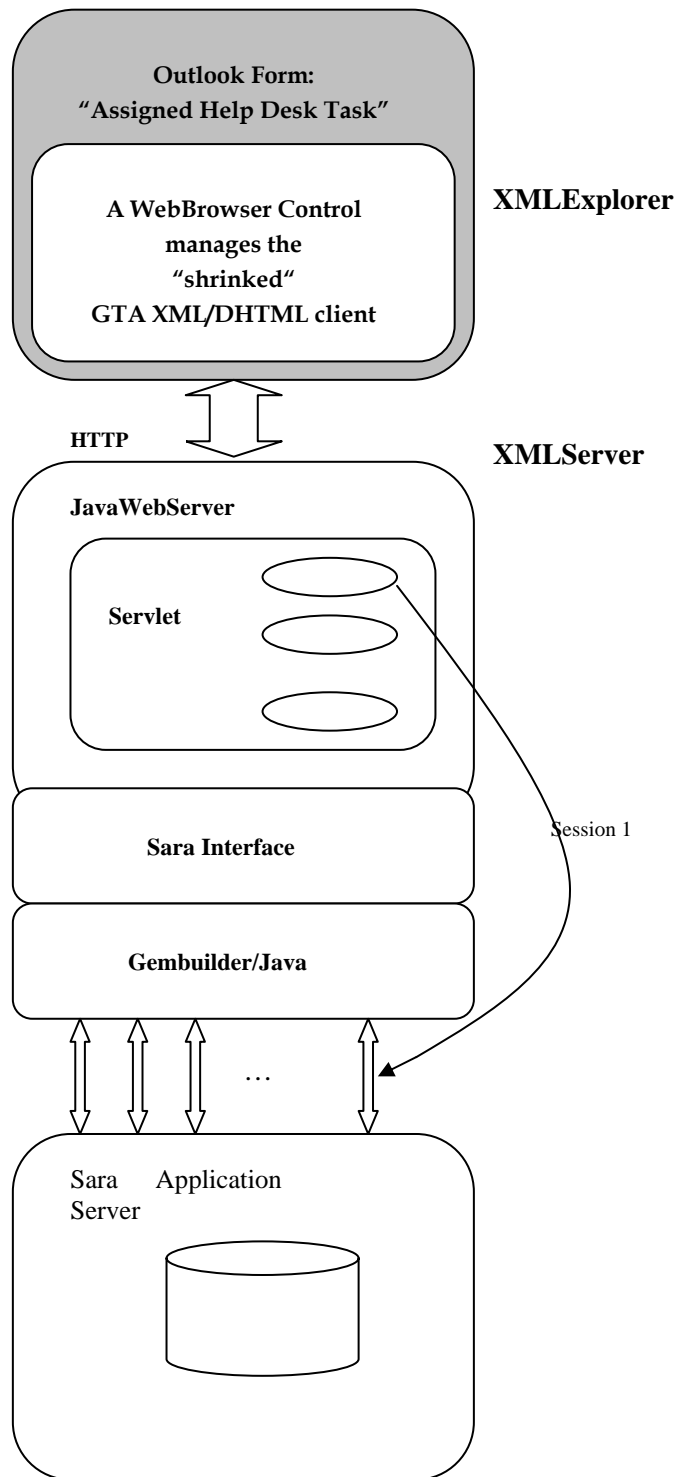 Outlook Form:
“Assigned Help Desk Task”
A WebBrowser Control
manages the
“shrinked“
GTA XML/DHTML client
XMLExplorer
HTTP
XMLServer
JavaWebServer
Servlet
Session 1
Sara Interface
Gembuilder/Java
…
Sara Application
Server